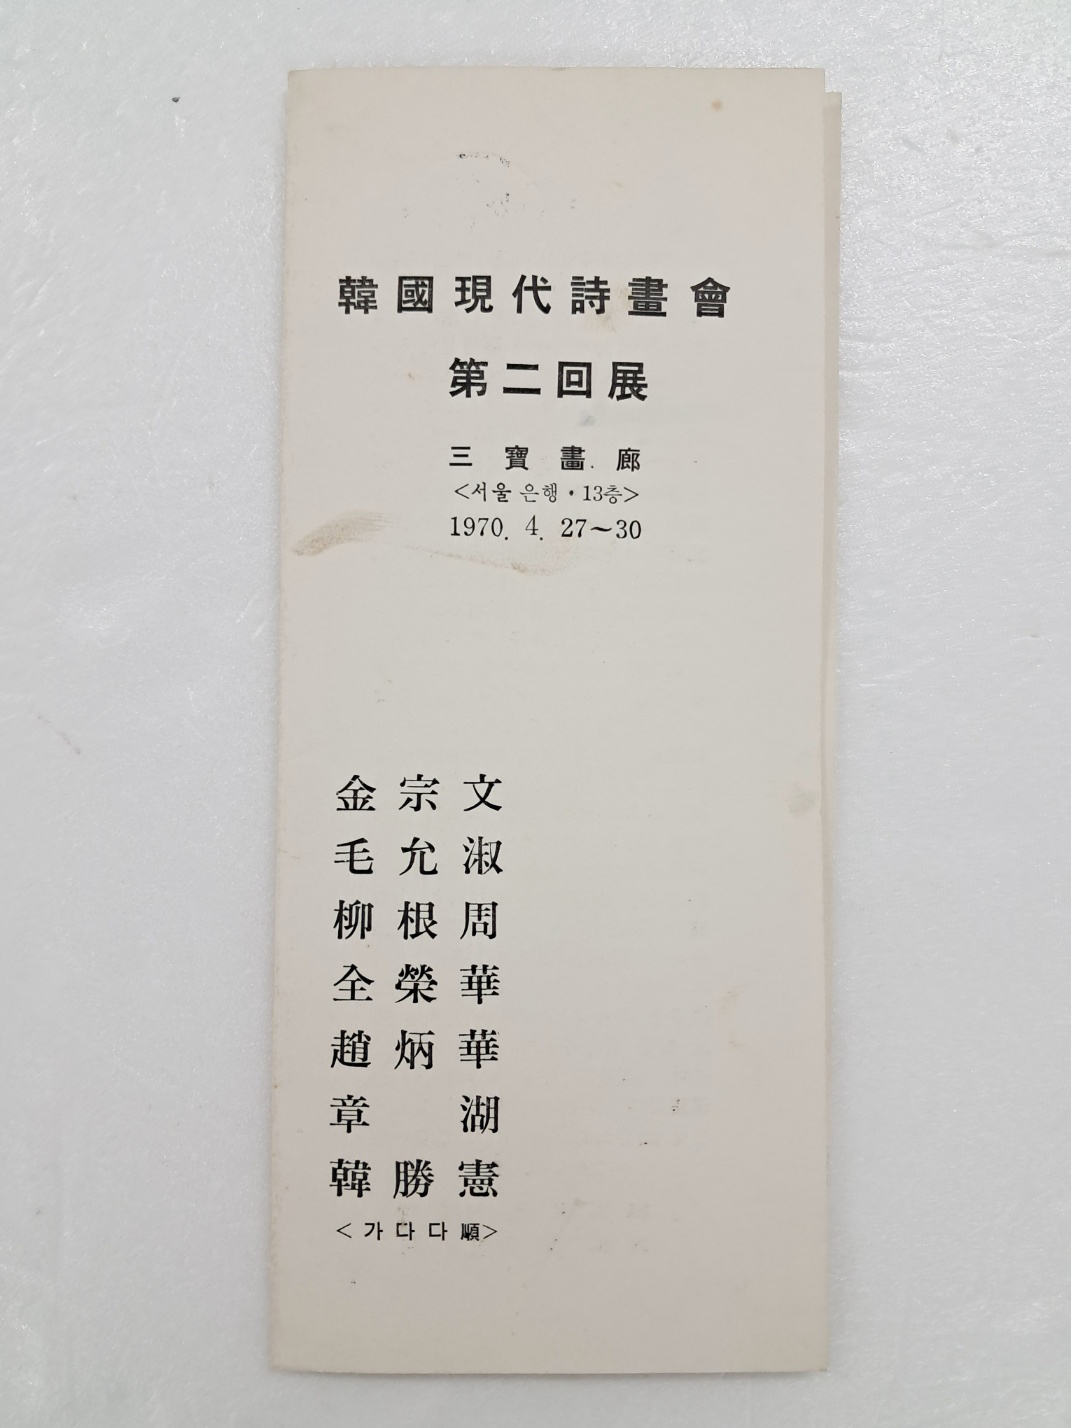 韓國現代詩畫會
第二回展
三寶畵廊
<서울 은행・13층>
1970. 4. 27~30
金宗文
毛允淑
柳根周
全榮華
趙炳華
章湖
韓勝憲
<가다다順>